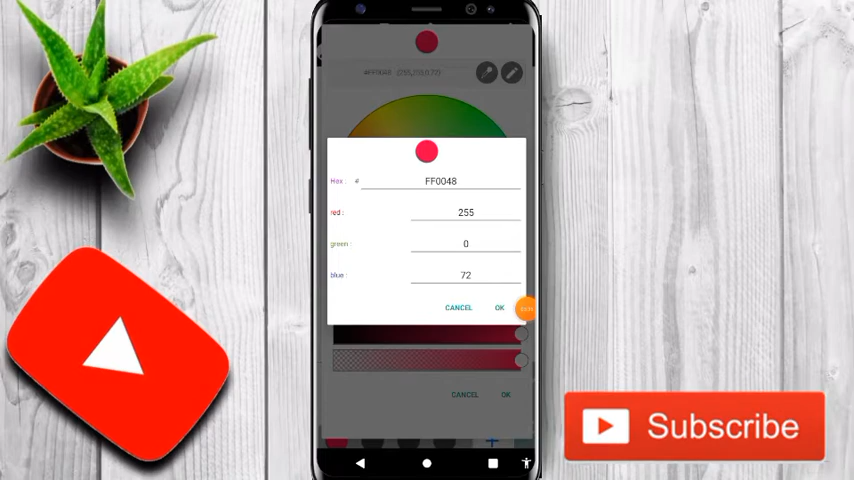 Hex : # FF0048
red : 255
green : 0
blue : 72
CANCEL OK
CANCEL OK
Subscribe